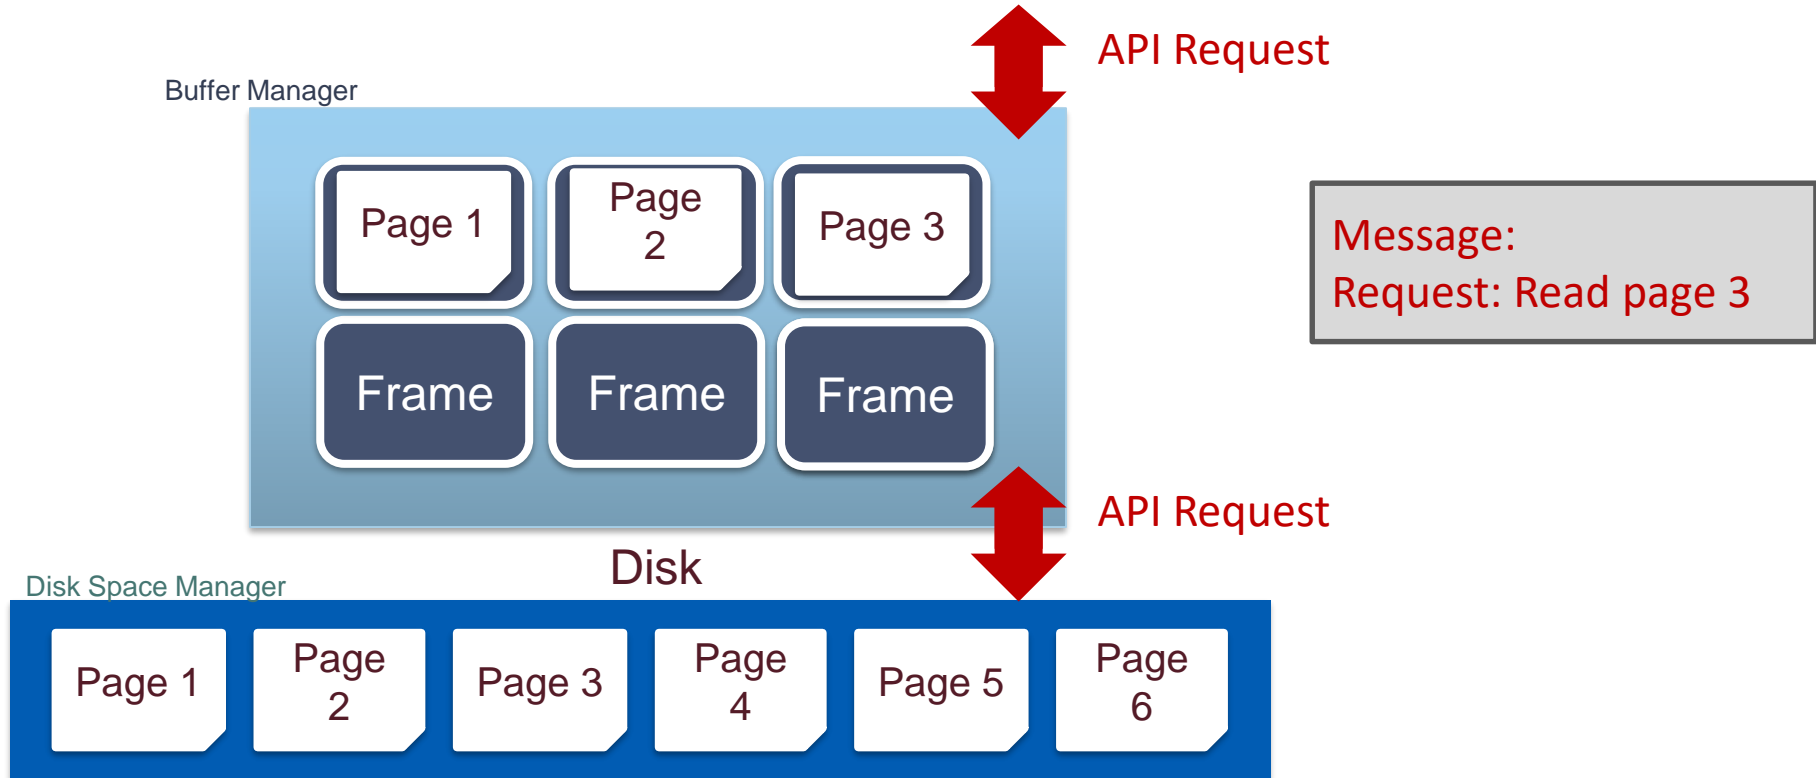 API Request
Buffer Manager
Page 1
Page
2
Page 3
Message:
Request: Read page 3
Frame
Frame
Frame
API Request
Disk
Disk Space Manager
Page 1
Page
2
Page 3
Page
4
Page 5
Page
6